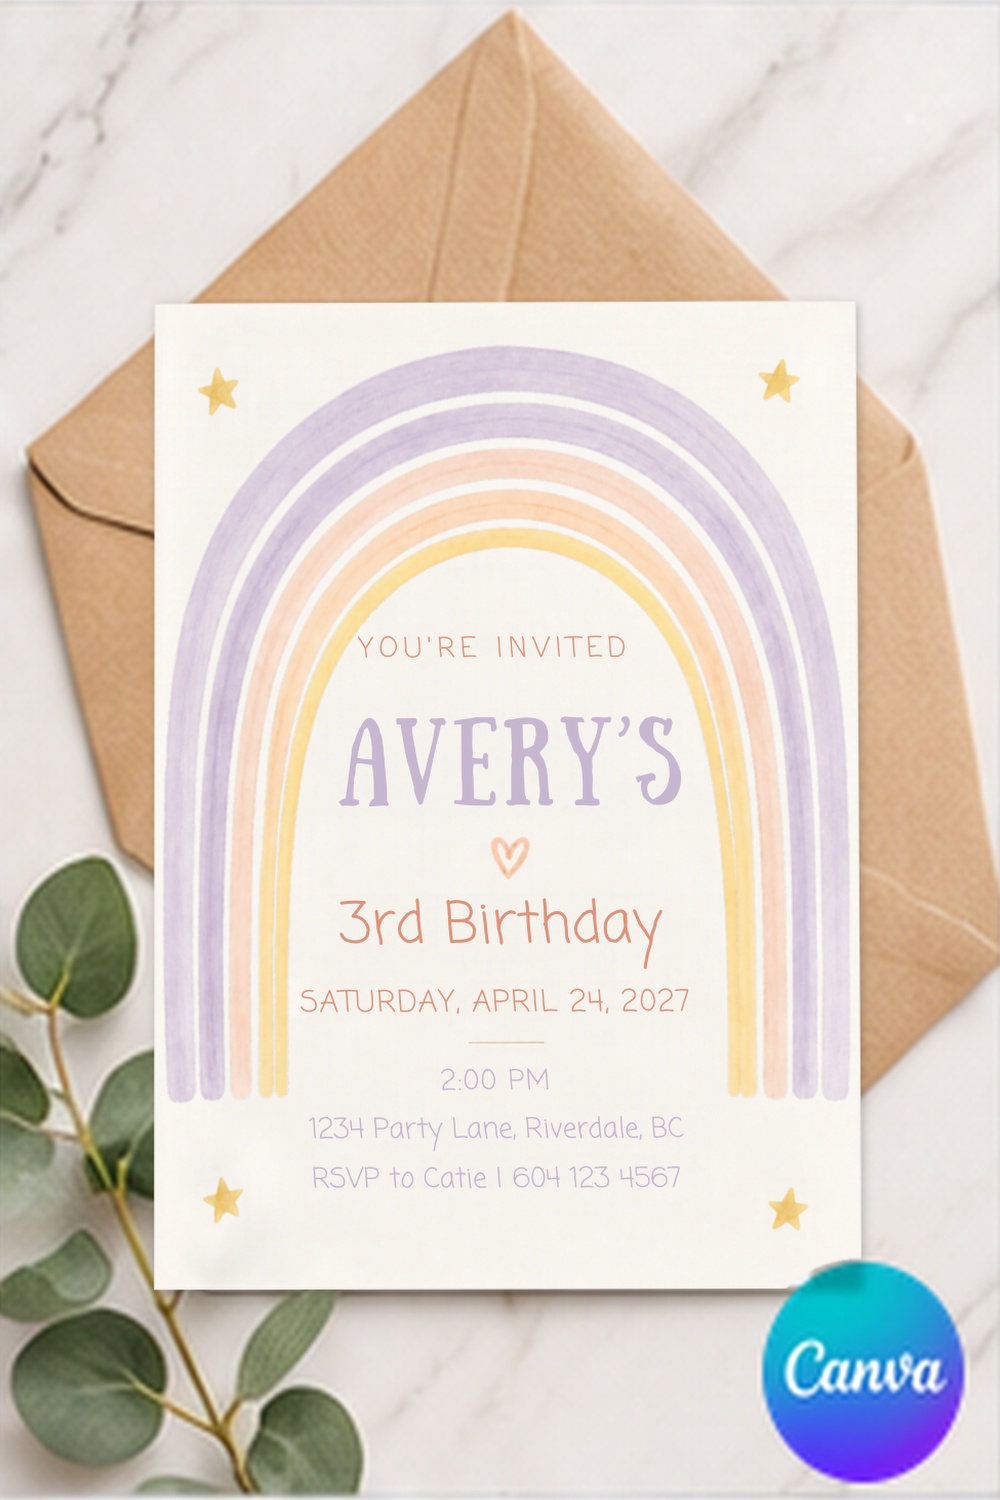 YOU'RE INVITED
AVERY'S
3rd Birthday
SATURDAY, APRIL 24, 2027
2:00 PM
1234 Party Lane, Riverdale, BC
RSVP to Catie | 604 123 4567
Canva